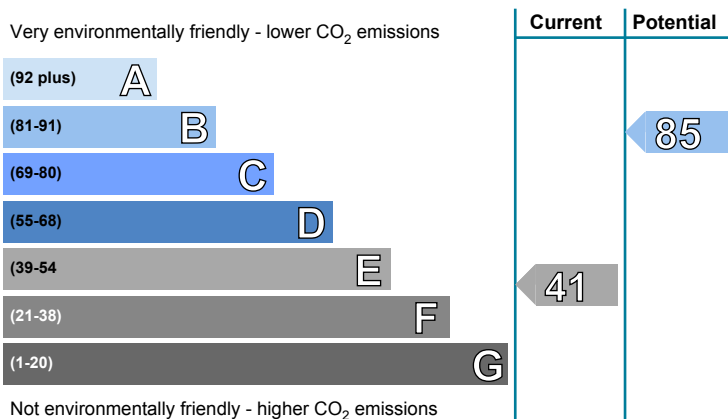 Current Potential
Very environmentally friendly - lower CO2 emissions
(92 plus) A
(81-91) B
85
(69-80) C
(55-68) D
(39-54 E
41
(21-38) F
(1-20) G
Not environmentally friendly - higher CO2 emissions